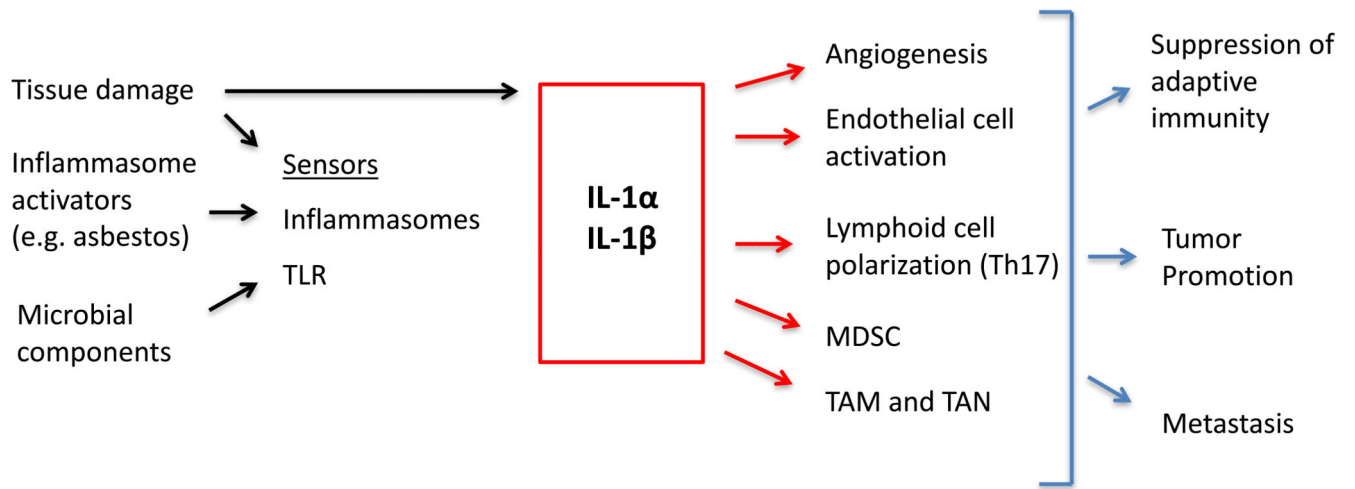 Tissue damage
Inflammasome
activators
(e.g. asbestos)
Microbial
components
Sensors
Inflammasomes
TLR
IL-1α
IL-1β
Angiogenesis
Endothelial cell
activation
Lymphoid cell
polarization (Th17)
MDSC
TAM and TAN
Suppression of
adaptive
immunity
Tumor
Promotion
Metastasis